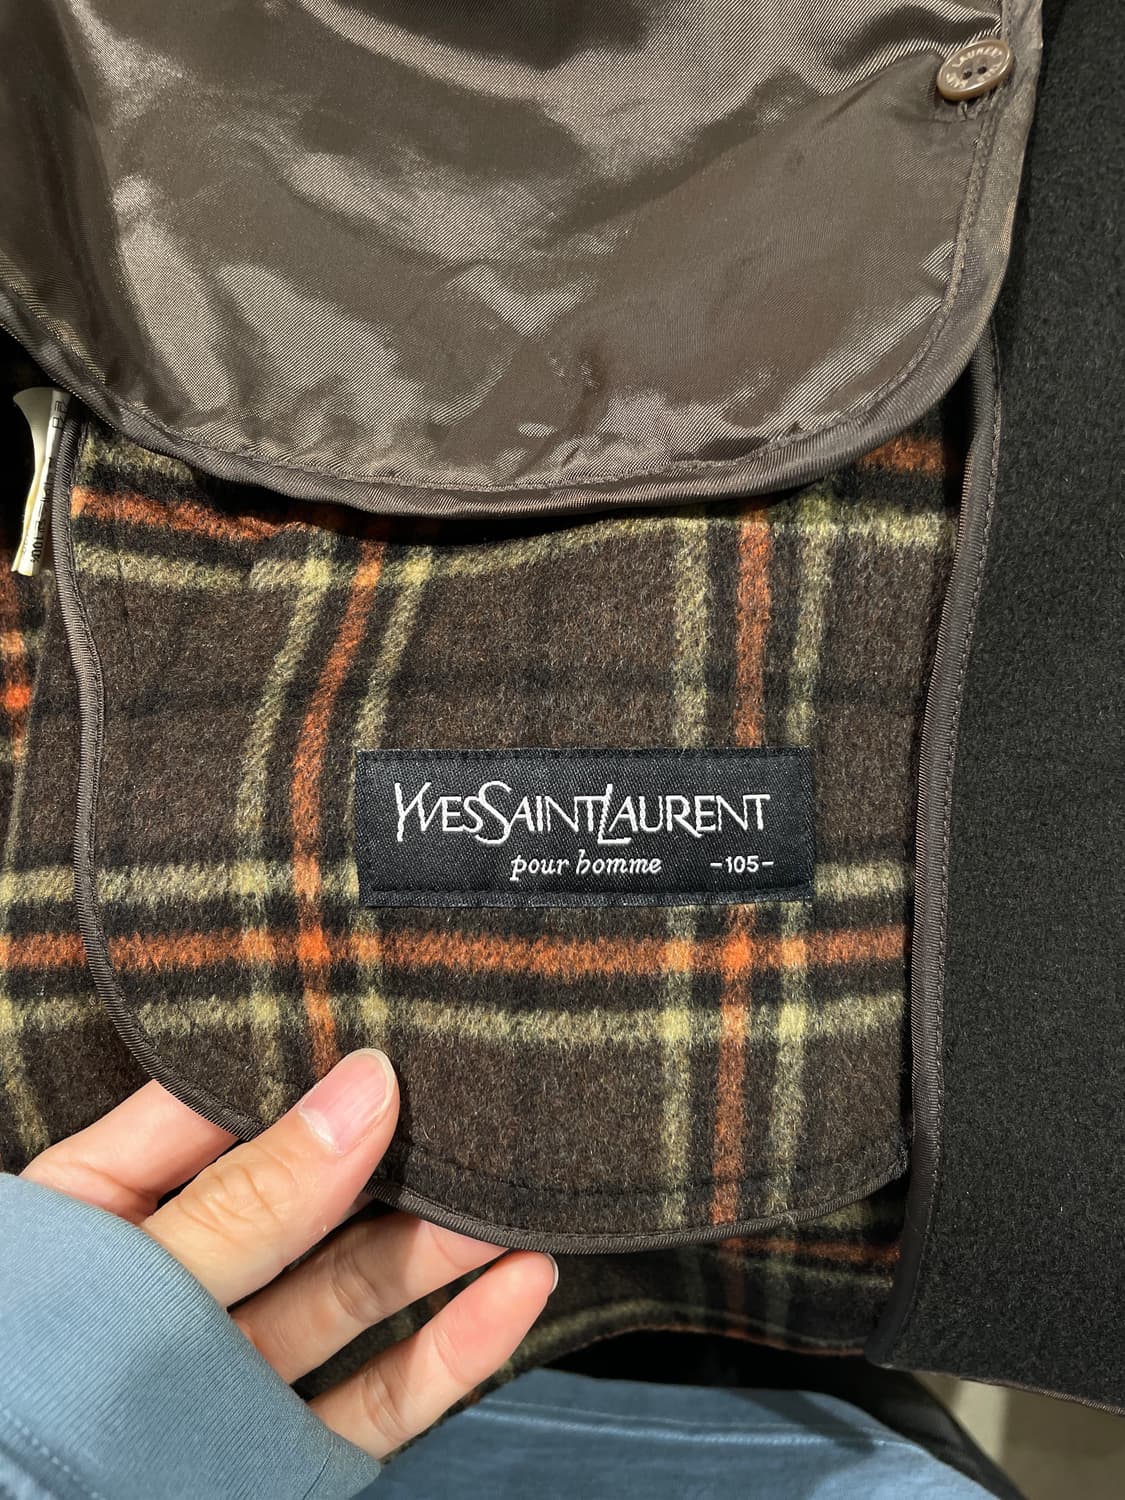 YVESSAINTLAURENT
pour homme -105-